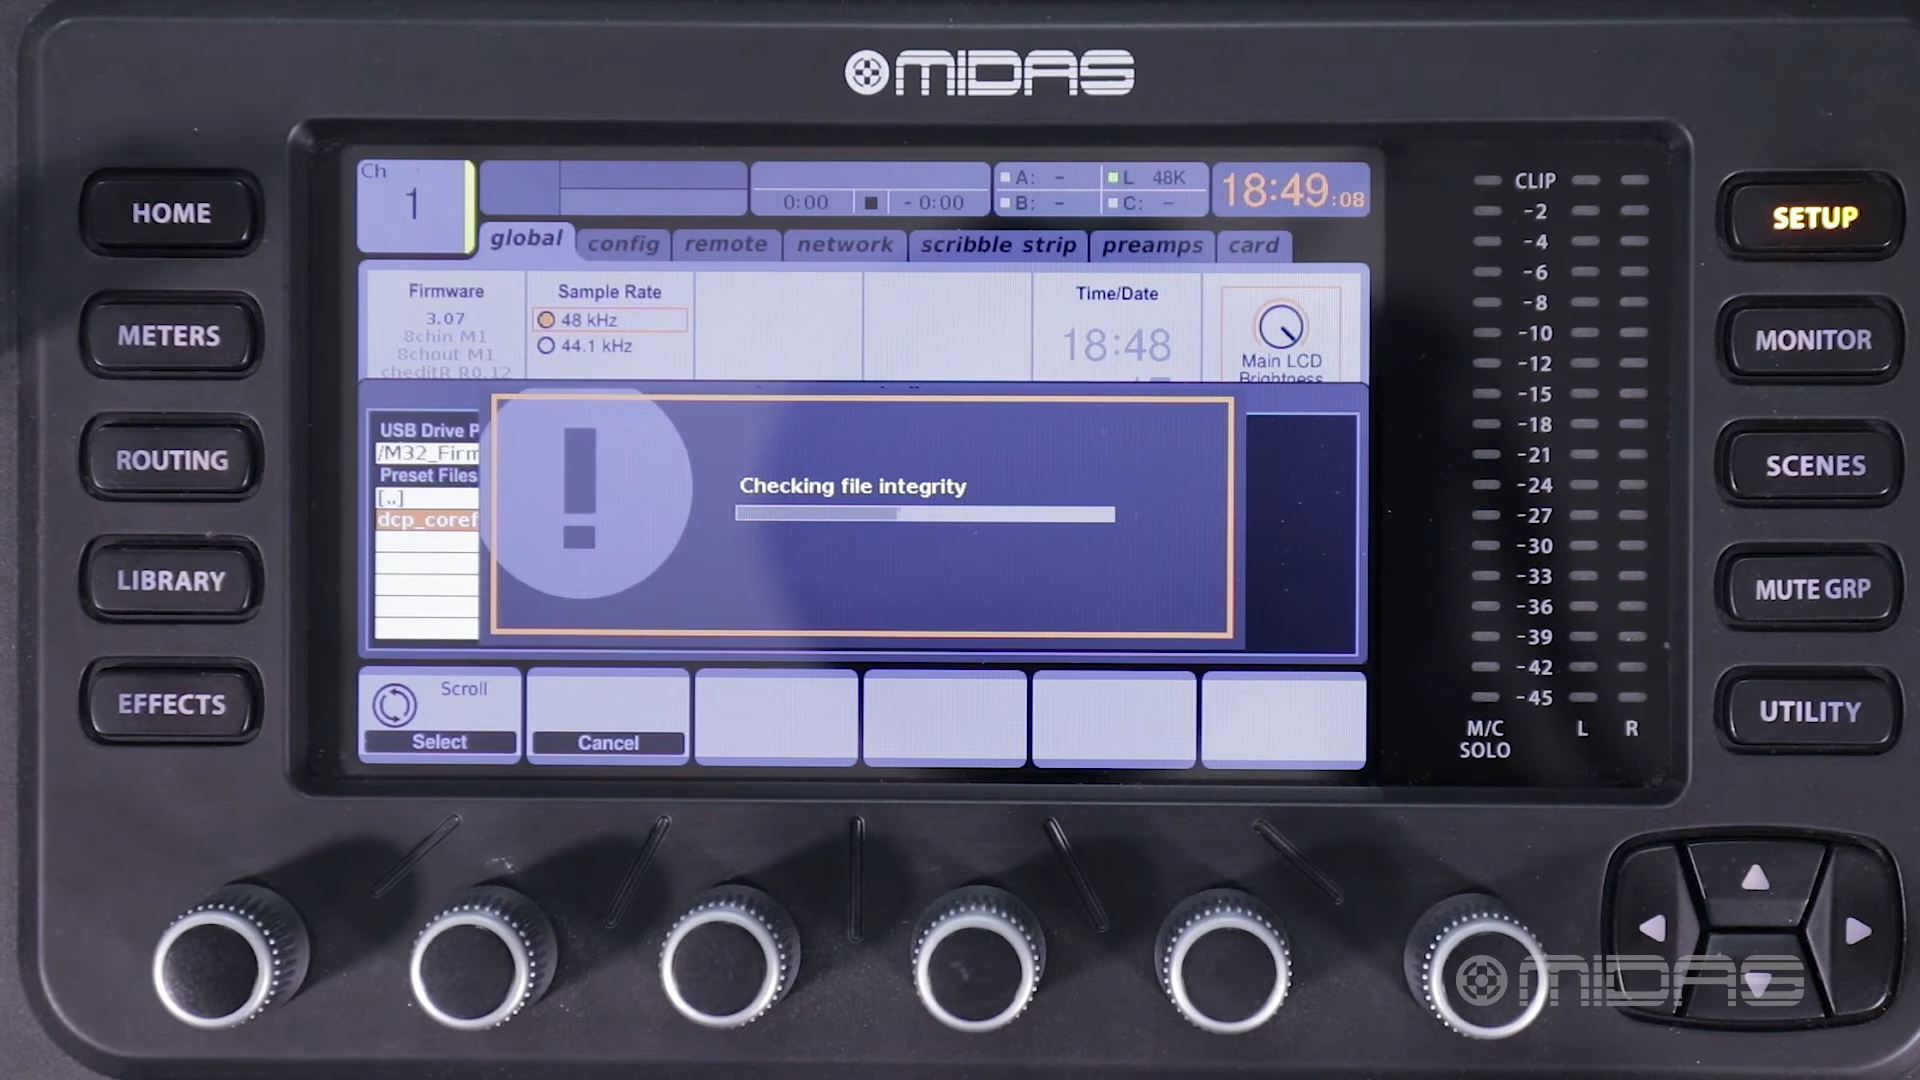 MIDAS
HOME
METERS
ROUTING
LIBRARY
EFFECTS
Ch
1
0:00
- 0:00
A: -
L 48K
B: -
C: -
18:49:08
global
config
remote
network
scribble strip
preamps
card
Firmware
3.07
8chin M1
8chout M1
cheditR R0.12
Sample Rate
48 kHz
44.1 kHz
Time/Date
18:48
Main LCD
Brightness
USB Drive P
/M32_Firm
Preset Files
[..]
dcp_coref
!
Checking file integrity
Scroll
Select
Cancel
CLIP
-2
-4
-6
-8
-10
-12
-15
-18
-21
-24
-27
-30
-33
-36
-39
-42
-45
M/C
SOLO
L
R
SETUP
MONITOR
SCENES
MUTE GRP
UTILITY
MIDAS